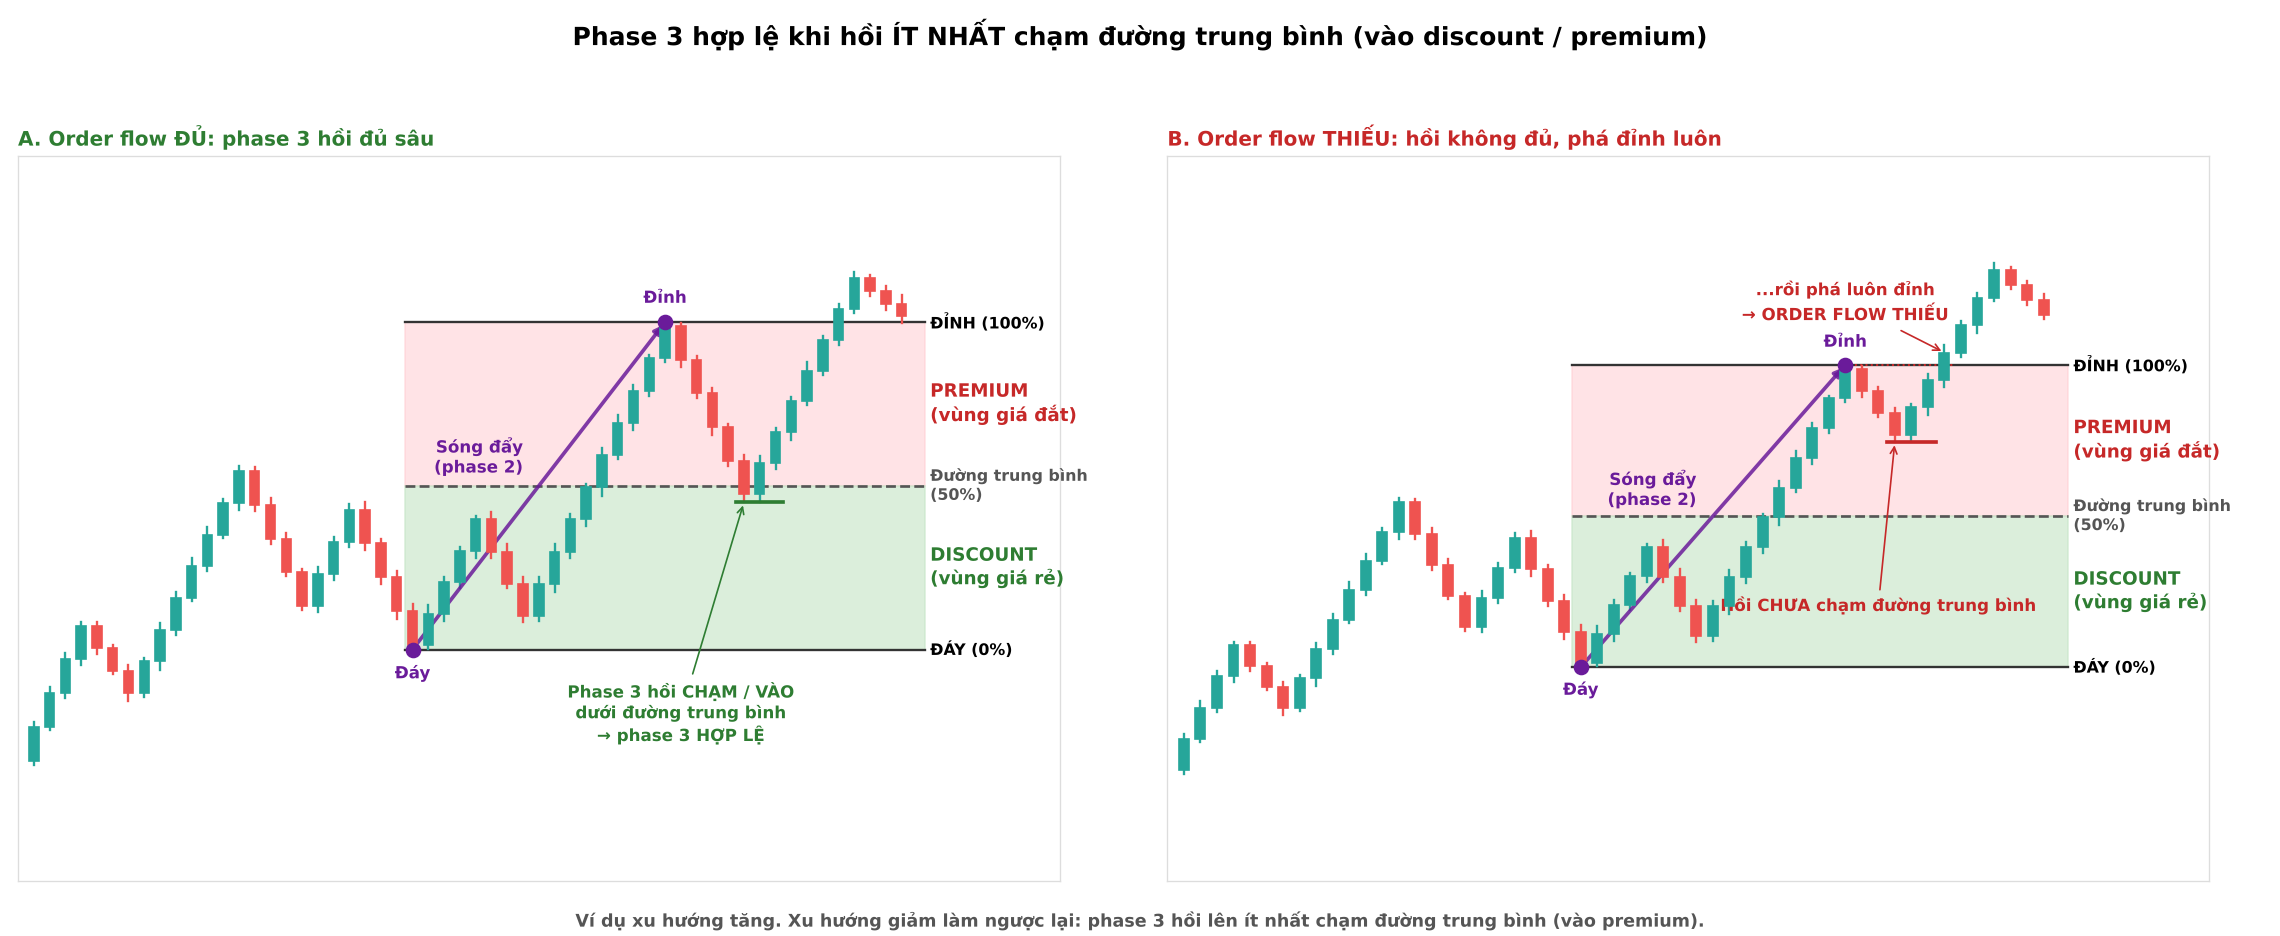 Phase 3 hợp lệ khi hồi ÍT NHẤT chạm đường trung bình (vào discount / premium)
A. Order flow ĐỦ: phase 3 hồi đủ sâu
Đỉnh
ĐỈNH (100%)
PREMIUM
(vùng giá đắt)
Sóng đẩy
(phase 2)
Đường trung bình
(50%)
DISCOUNT
(vùng giá rẻ)
ĐÁY (0%)
Đáy
Phase 3 hồi CHẠM / VÀO
dưới đường trung bình
→ phase 3 HỢP LỆ
B. Order flow THIẾU: hồi không đủ, phá đỉnh luôn
...rồi phá luôn đỉnh
→ ORDER FLOW THIẾU
Đỉnh
ĐỈNH (100%)
PREMIUM
(vùng giá đắt)
Sóng đẩy
(phase 2)
Đường trung bình
(50%)
DISCOUNT
(vùng giá rẻ)
Hồi CHƯA chạm đường trung bình
ĐÁY (0%)
Đáy
Ví dụ xu hướng tăng. Xu hướng giảm làm ngược lại: phase 3 hồi lên ít nhất chạm đường trung bình (vào premium).